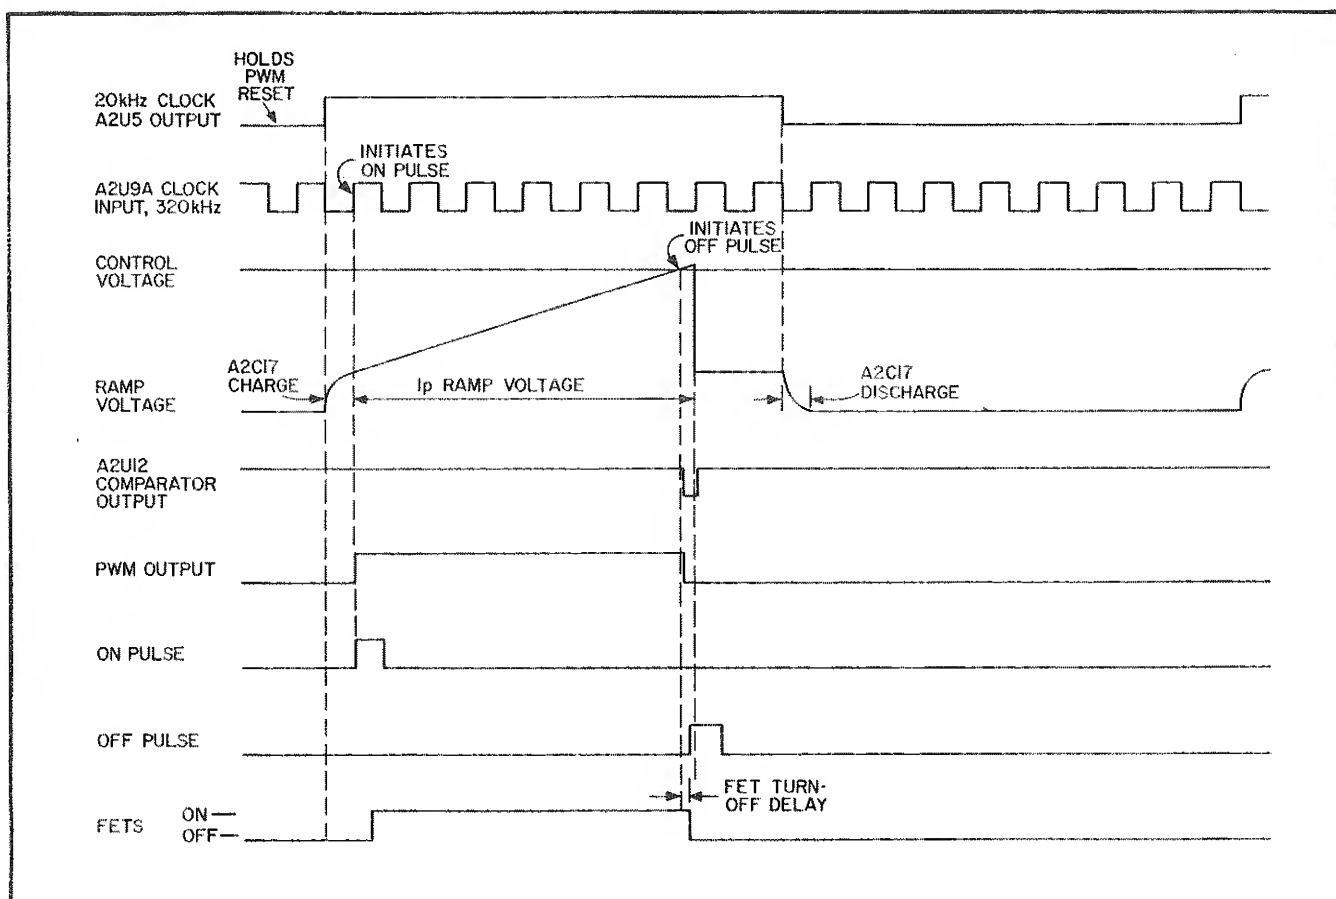 HOLDS
PWM
RESET
20kHz CLOCK
A2U5 OUTPUT
INITIATES
ON PULSE
A2U9A CLOCK
INPUT, 320kHz
INITIATES
OFF PULSE
CONTROL
VOLTAGE
A2C17
CHARGE
Ip RAMP VOLTAGE
A2C17
DISCHARGE
RAMP
VOLTAGE
A2U12
COMPARATOR
OUTPUT
PWM OUTPUT
ON PULSE
OFF PULSE
FET TURN-
OFF DELAY
FETS
ON—
OFF—